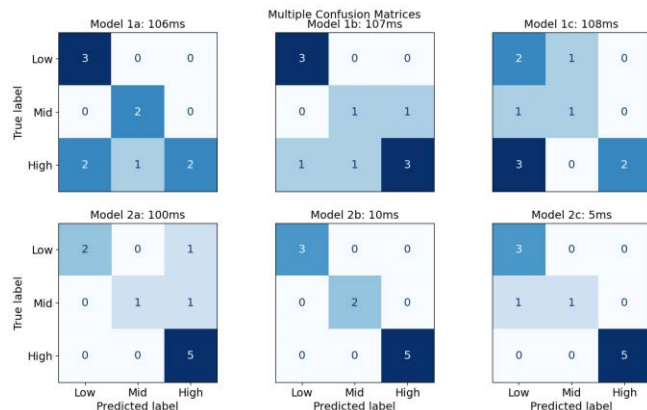 Multiple Confusion Matrices
Model 1a: 106ms
Model 1b: 107ms
Model 1c: 108ms
True label
Low
3 0 0
3 0 0
2 1 0
Mid
0 2 0
0 1 1
1 1 0
High
2 1 2
1 1 3
3 0 2
Model 2a: 100ms
Model 2b: 10ms
Model 2c: 5ms
True label
Low
2 0 1
3 0 0
3 0 0
Mid
0 1 1
0 2 0
1 1 0
High
0 0 5
0 0 5
0 0 5
Low Mid High
Low Mid High
Low Mid High
Predicted label
Predicted label
Predicted label